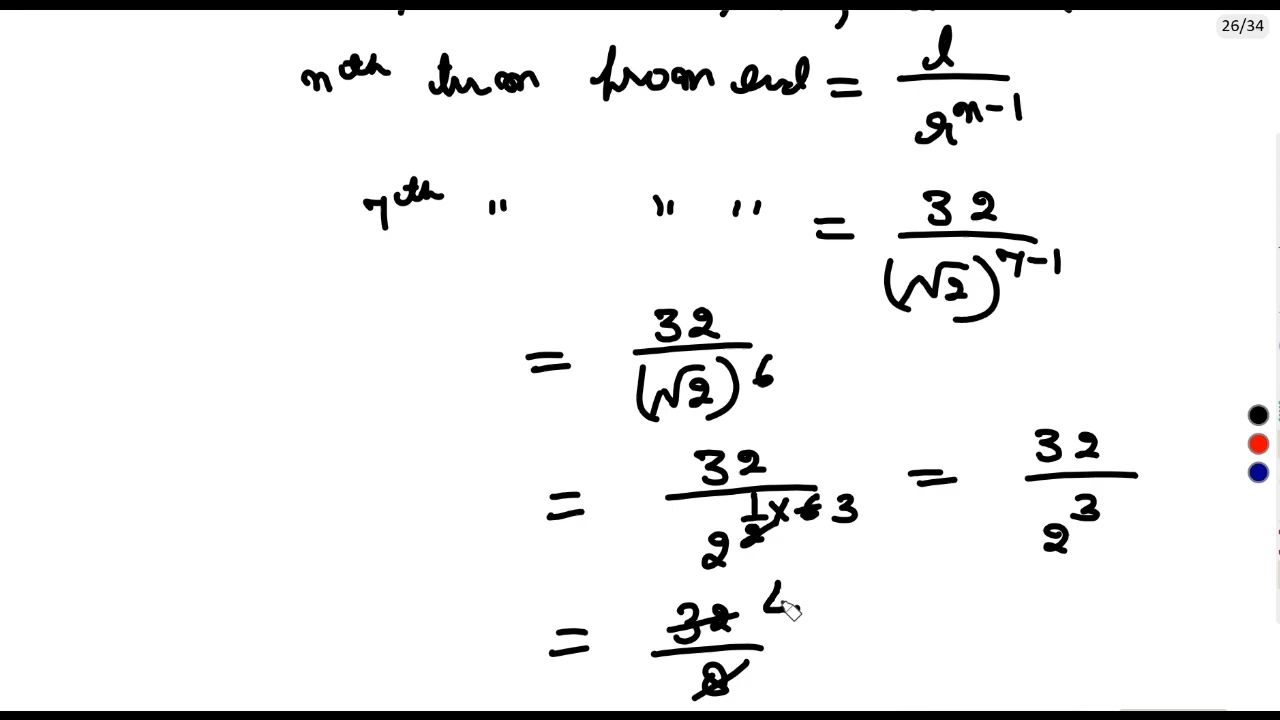 26/34
nth term from end = l / r^(n-1)
7th " " " = 32 / (√2)^(7-1)
= 32 / (√2)^6
= 32 / 2^(1/2 × 6) 3 = 32 / 2^3
= 32 / 8 4